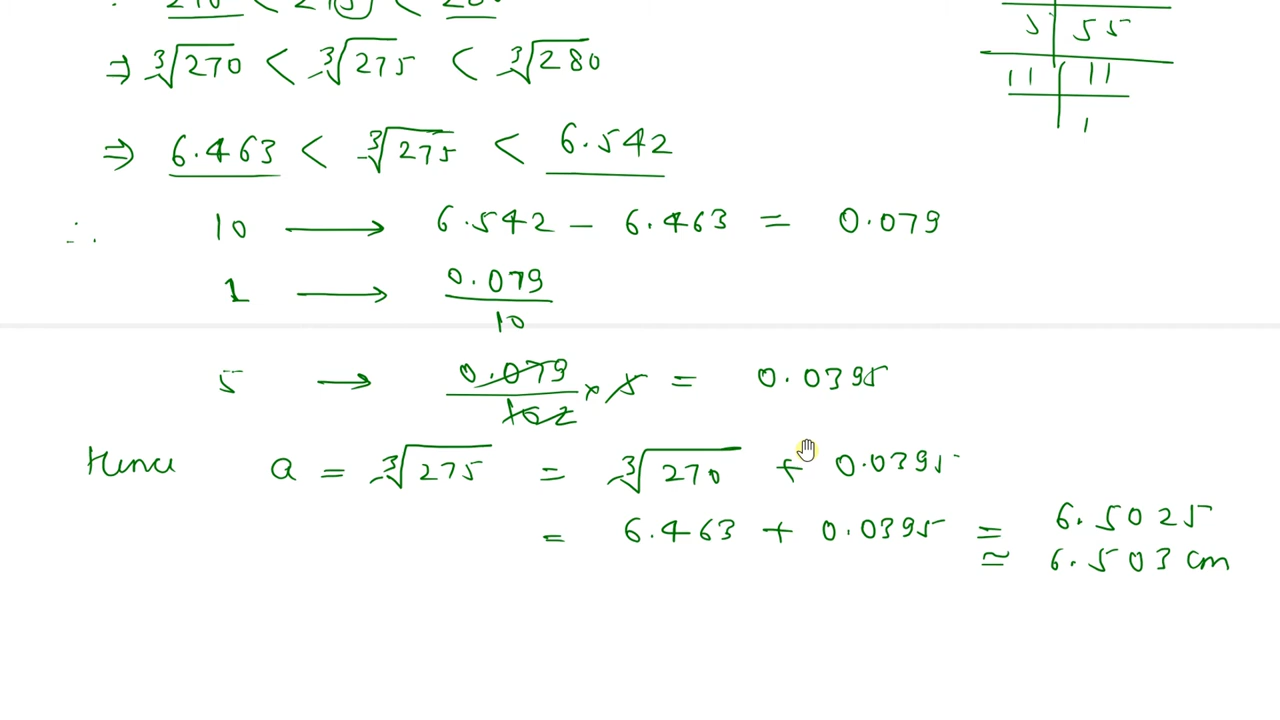 5 | 55
⇒ ∛270 < ∛275 < ∛280
11 | 11
1
⇒ 6.463 < ∛275 < 6.542
∴ 10 → 6.542 - 6.463 = 0.079
1 → 0.079/10
5 → 0.079/10 2 × 5 = 0.0395
Hence a = ∛275 = ∛270 + 0.0395
= 6.463 + 0.0395 = 6.5025
≅ 6.503 cm